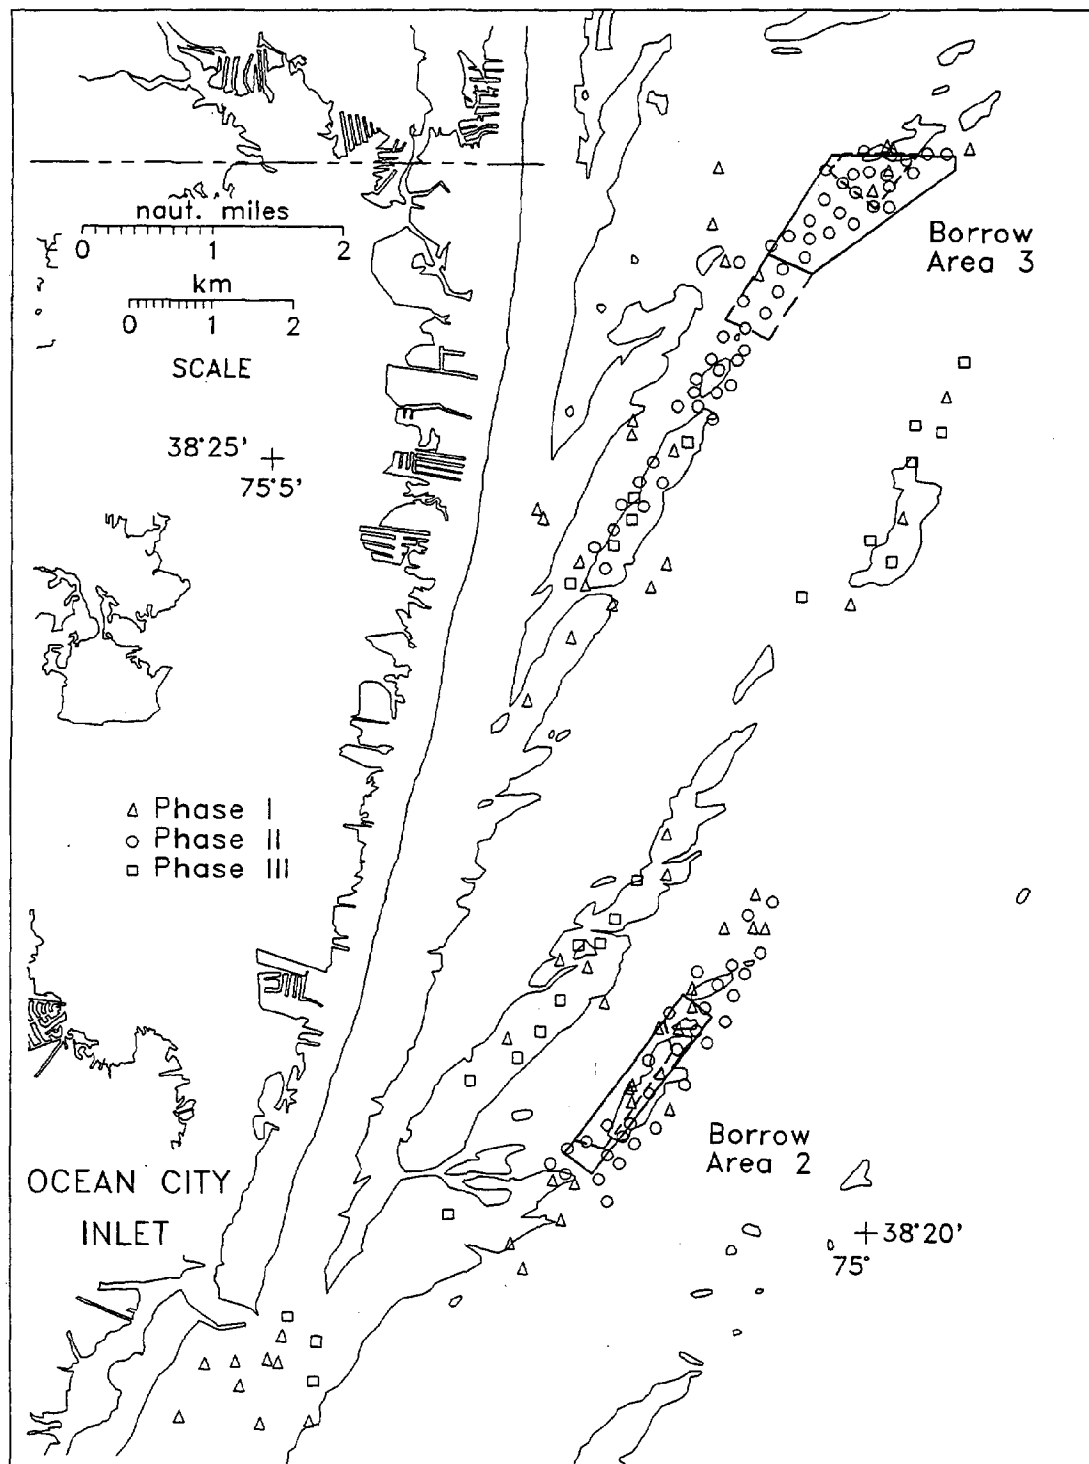 naut. miles
0 1 2
km
0 1 2
SCALE
Borrow
Area 3
38°25'
75°5'
Phase I
Phase II
Phase III
OCEAN CITY
INLET
Borrow
Area 2
38°20'
75°